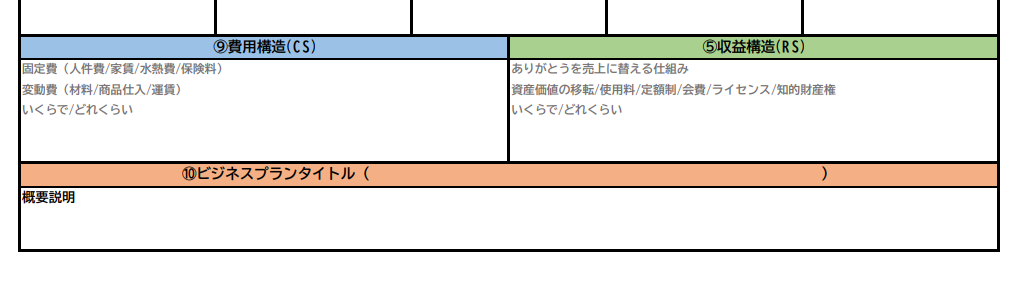 ⑨費用構造(CS)
⑤収益構造(RS)
固定費（人件費/家賃/水熱費/保険料）
変動費（材料/商品仕入/運賃）
いくらで/どれくらい
ありがとうを売上に替える仕組み
資産価値の移転/使用料/定額制/会費/ライセンス/知的財産権
いくらで/どれくらい
⑩ビジネスプランタイトル（ ）
概要説明